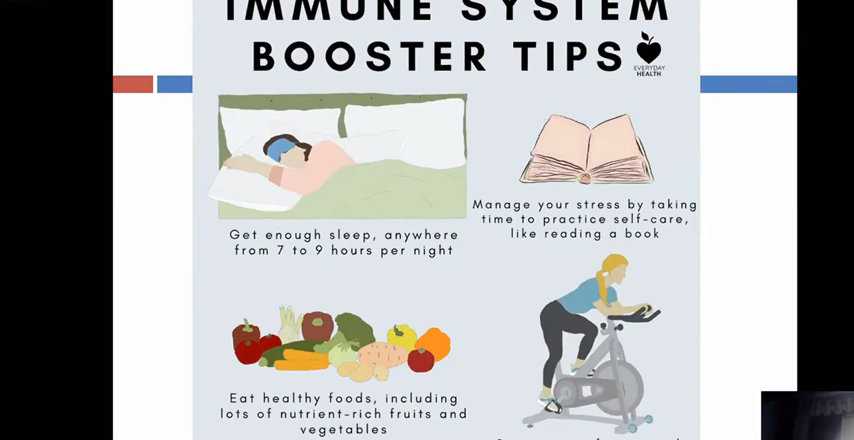 IMMUNE SYSTEM
BOOSTER TIPS
EVERYDAY
HEALTH
Get enough sleep, anywhere
from 7 to 9 hours per night
Manage your stress by taking
time to practice self-care,
like reading a book
Eat healthy foods, including
lots of nutrient-rich fruits and
vegetables